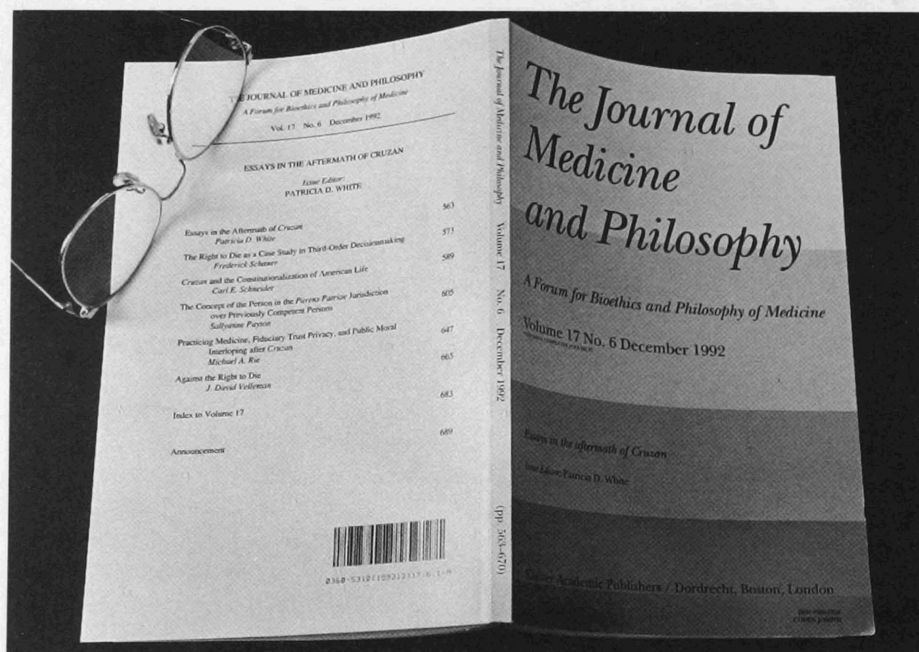 THE JOURNAL OF MEDICINE AND PHILOSOPHY
A Forum for Bioethics and Philosophy of Medicine
Vol. 17 No. 6 December 1992
ESSAYS IN THE AFTERMATH OF CRUZAN
Issue Editor:
PATRICIA D. WHITE
Essays in the Aftermath of Cruzan 563
Patricia D. White
The Right to Die as a Case Study in Third-Order Decisionmaking 573
Frederick Schauer
Cruzan and the Constitutionalization of American Life 589
Carl E. Schneider
The Concept of the Person in the Parens Patriae Jurisdiction 605
over Previously Competent Persons
Sallyanne Payton
Practicing Medicine, Fiduciary Trust Privacy, and Public Moral 647
Interloping after Cruzan
Michael A. Rie
Against the Right to Die 665
J. David Velleman
Index to Volume 17 683
Announcement 689
The Journal of Medicine and Philosophy Volume 17 No. 6 December 1992 (pp. 563–670)
The Journal of
Medicine
and Philosophy
A Forum for Bioethics and Philosophy of Medicine
Volume 17 No. 6 December 1992
Essays in the aftermath of Cruzan
Issue Editor: Patricia D. White
Academic Publishers / Dordrecht, Boston, London